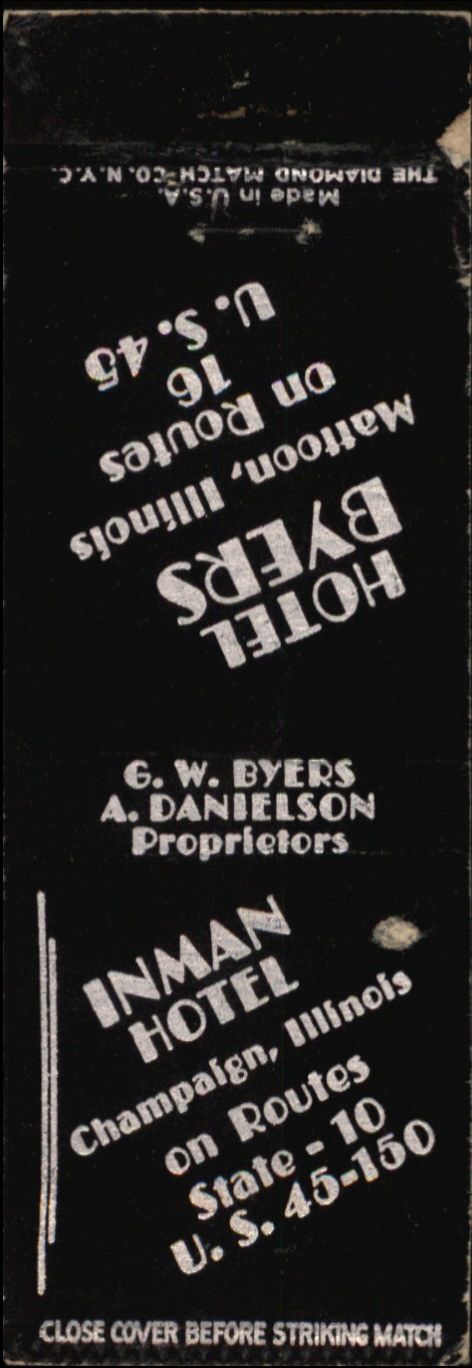 THE DIAMOND MATCH CO. N.Y.C.
Made in U.S.A.
HOTEL
BYERS
Mattoon, Illinois
on Routes
16
U. S. 45
G. W. BYERS
A. DANIELSON
Proprietors
INMAN
HOTEL
Champaign, Illinois
on Routes
State - 10
U. S. 45-150
CLOSE COVER BEFORE STRIKING MATCH